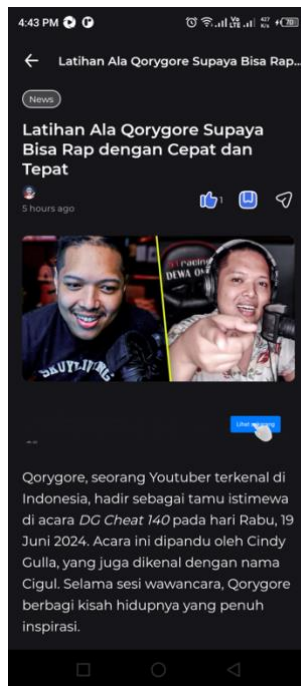 4:43 PM
70
Latihan Ala Qorygore Supaya Bisa Rap...
News
Latihan Ala Qorygore Supaya
Bisa Rap dengan Cepat dan
Tepat
1
5 hours ago
DEWA
Qorygore, seorang Youtuber terkenal di
Indonesia, hadir sebagai tamu istimewa
di acara DG Cheat 140 pada hari Rabu, 19
Juni 2024. Acara ini dipandu oleh Cindy
Gulla, yang juga dikenal dengan nama
Cigul. Selama sesi wawancara, Qorygore
berbagi kisah hidupnya yang penuh
inspirasi.